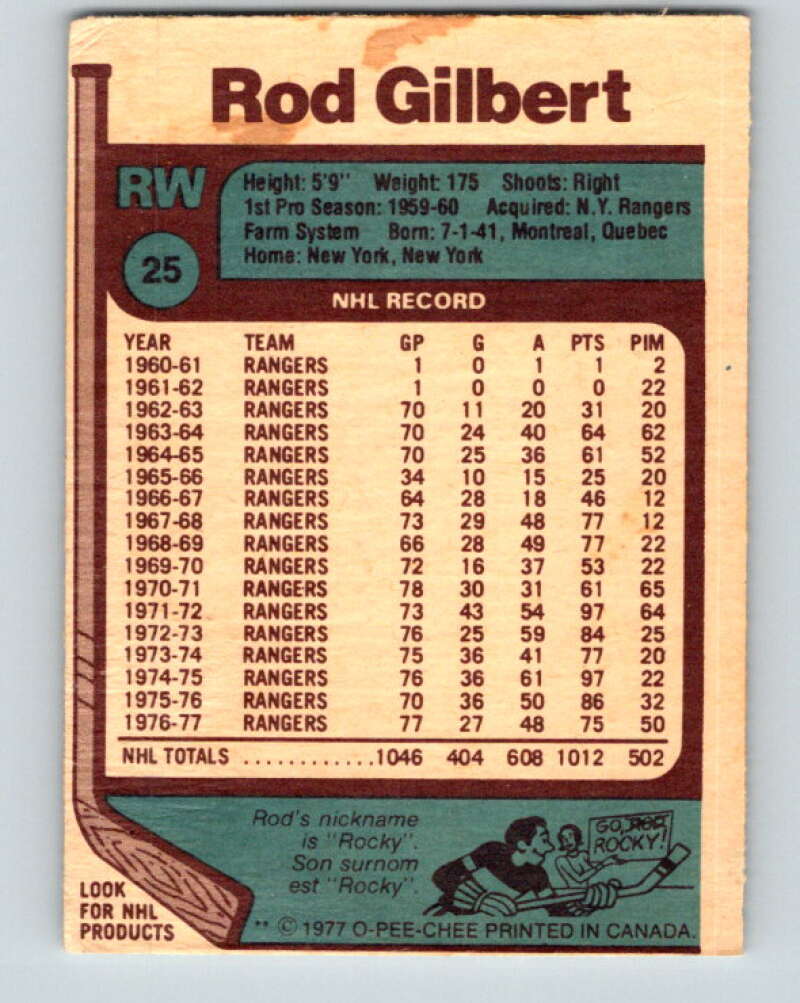 Rod Gilbert
RW
25
Height: 5'9" Weight: 175 Shoots: Right
1st Pro Season: 1959-60 Acquired: N.Y. Rangers
Farm System Born: 7-1-41, Montreal, Quebec
Home: New York, New York
NHL RECORD
YEAR TEAM GP G A PTS PIM
1960-61 RANGERS 1 0 1 1 2
1961-62 RANGERS 1 0 0 0 22
1962-63 RANGERS 70 11 20 31 20
1963-64 RANGERS 70 24 40 64 62
1964-65 RANGERS 70 25 36 61 52
1965-66 RANGERS 34 10 15 25 20
1966-67 RANGERS 64 28 18 46 12
1967-68 RANGERS 73 29 48 77 12
1968-69 RANGERS 66 28 49 77 22
1969-70 RANGERS 72 16 37 53 22
1970-71 RANGERS 78 30 31 61 65
1971-72 RANGERS 73 43 54 97 64
1972-73 RANGERS 76 25 59 84 25
1973-74 RANGERS 75 36 41 77 20
1974-75 RANGERS 76 36 61 97 22
1975-76 RANGERS 70 36 50 86 32
1976-77 RANGERS 77 27 48 75 50
NHL TOTALS ............1046 404 608 1012 502
Rod's nickname
is "Rocky".
Son surnom
est "Rocky".
GO, ROD
ROCKY!
LOOK
FOR NHL
PRODUCTS
** © 1977 O-PEE-CHEE PRINTED IN CANADA.